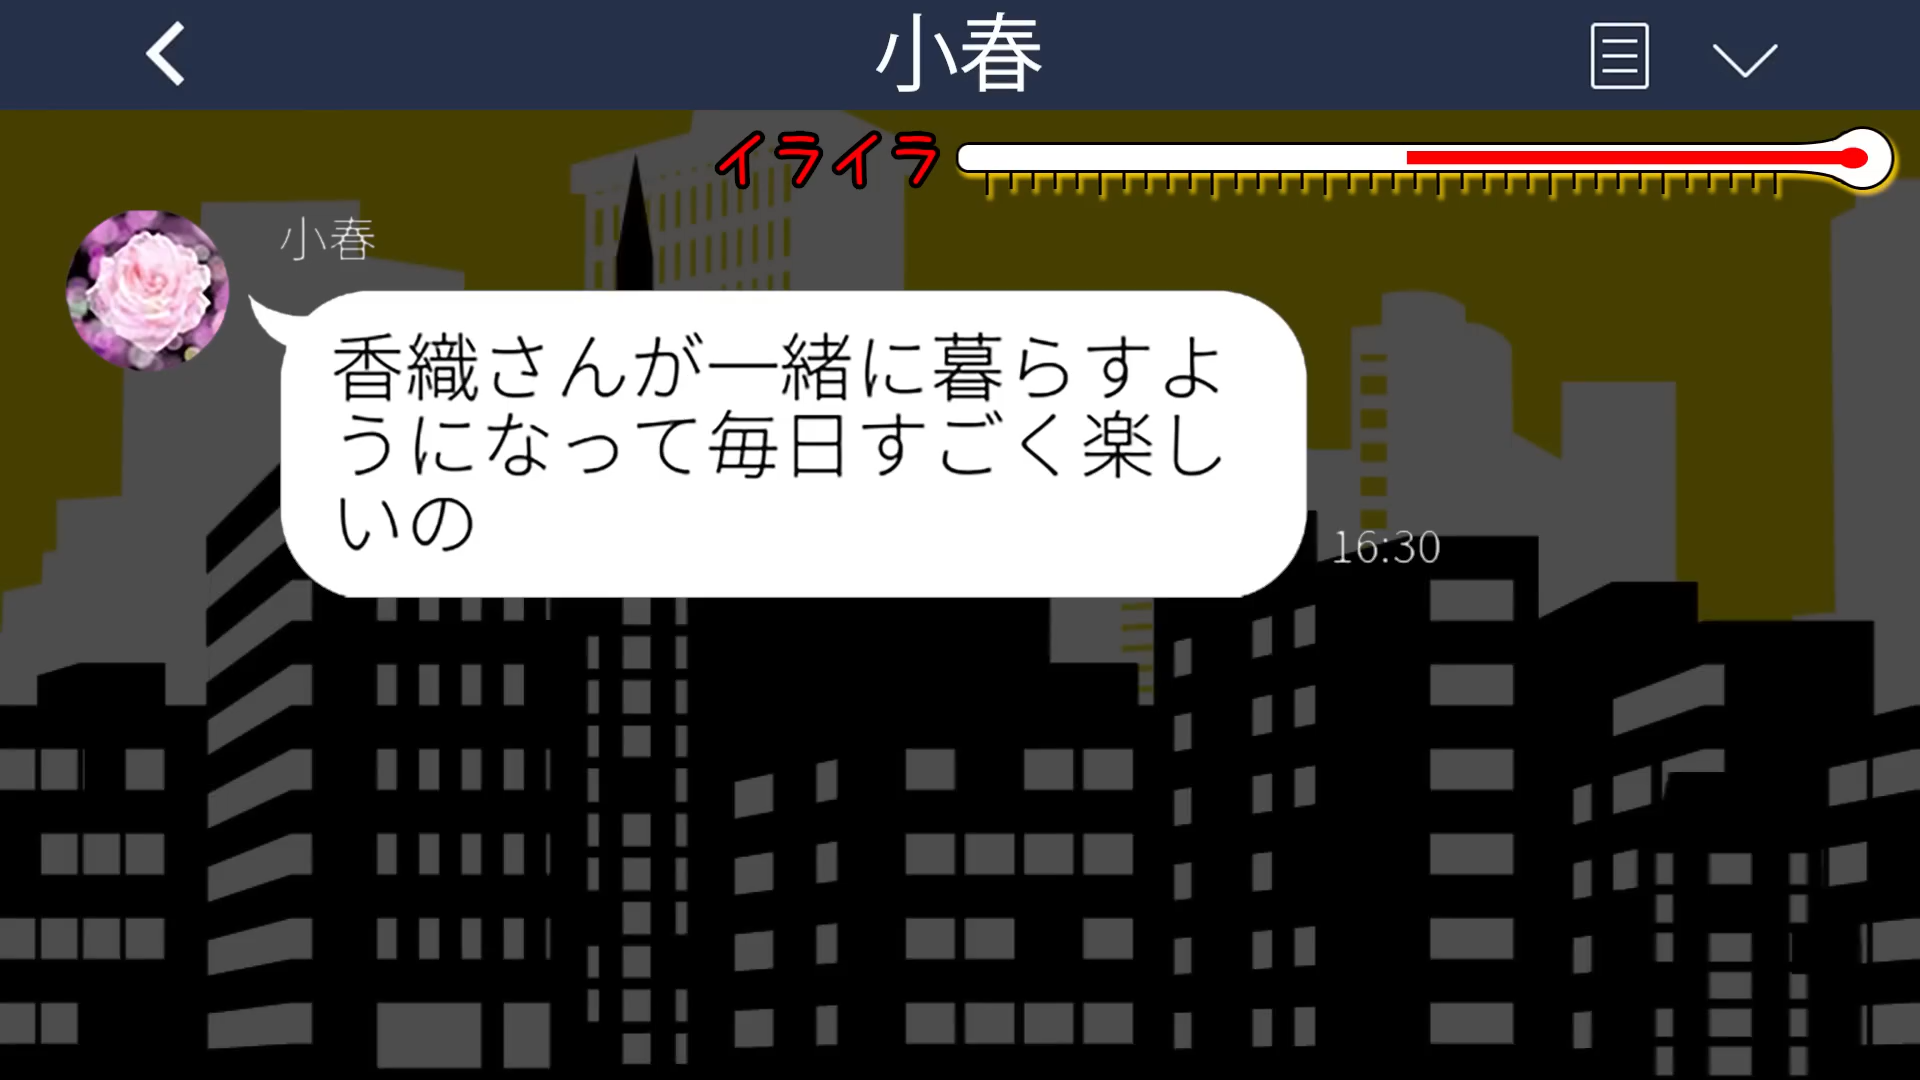 小春
イライラ
小春
香織さんが一緒に暮らすよ
うになって毎日すごく楽し
いの
16:30